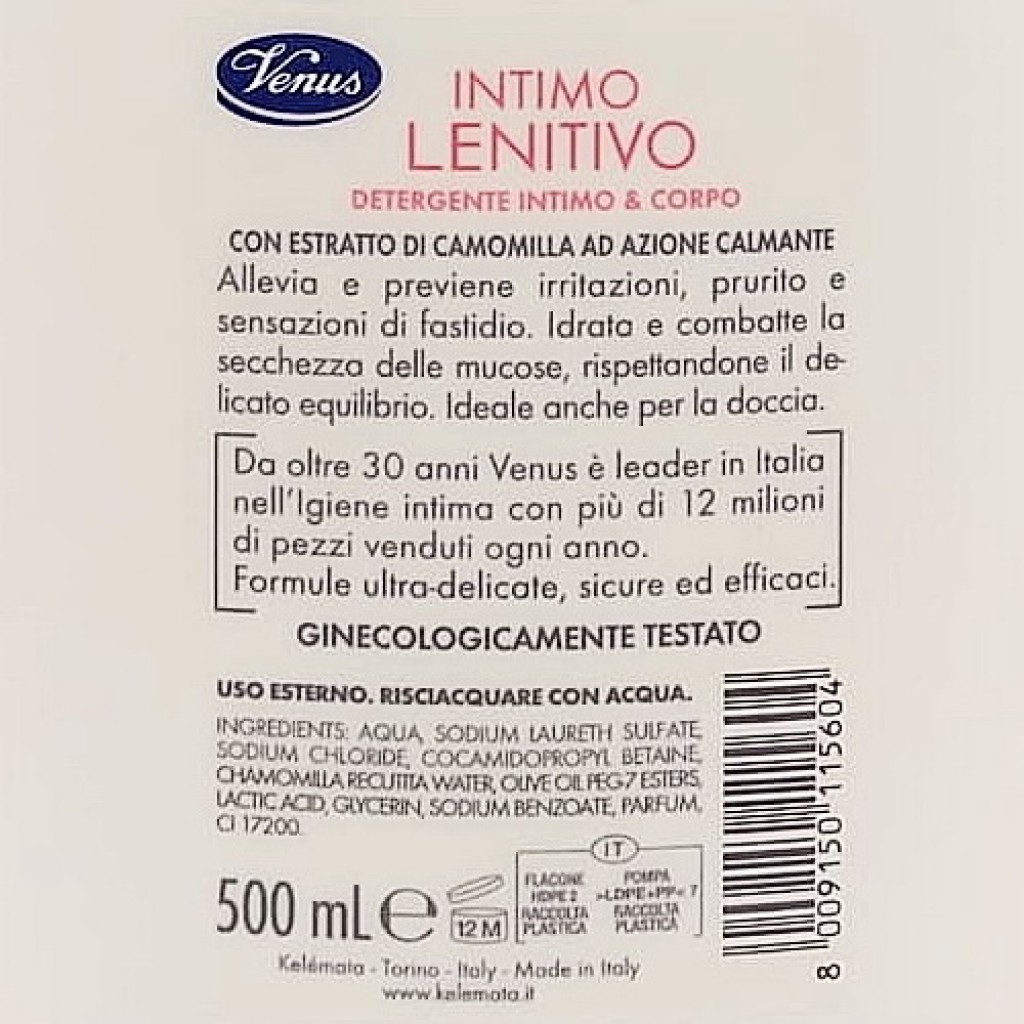 Venus
INTIMO
LENITIVO
DETERGENTE INTIMO & CORPO
CON ESTRATTO DI CAMOMILLA AD AZIONE CALMANTE
Allevia e previene irritazioni, prurito e
sensazioni di fastidio. Idrata e combatte la
secchezza delle mucose, rispettandone il de-
licato equilibrio. Ideale anche per la doccia.
Da oltre 30 anni Venus è leader in Italia
nell'Igiene intima con più di 12 milioni
di pezzi venduti ogni anno.
Formule ultra-delicate, sicure ed efficaci.
GINECOLOGICAMENTE TESTATO
USO ESTERNO. RISCIACQUARE CON ACQUA.
INGREDIENTS: AQUA, SODIUM LAURETH SULFATE,
SODIUM CHLORIDE, COCAMIDOPROPYL BETAINE,
CHAMOMILLA RECUTITA WATER, OLIVE OIL PEG-7 ESTERS,
LACTIC ACID, GLYCERIN, SODIUM BENZOATE, PARFUM,
CI 17200.
500 mL e
12 M
IT
FLACONE
HDPE 2
RACCOLTA
PLASTICA
POMPA
>LDPE+PP< 7
RACCOLTA
PLASTICA
8 009150 115604
Kelémata - Torino - Italy - Made in Italy
www.kelemata.it